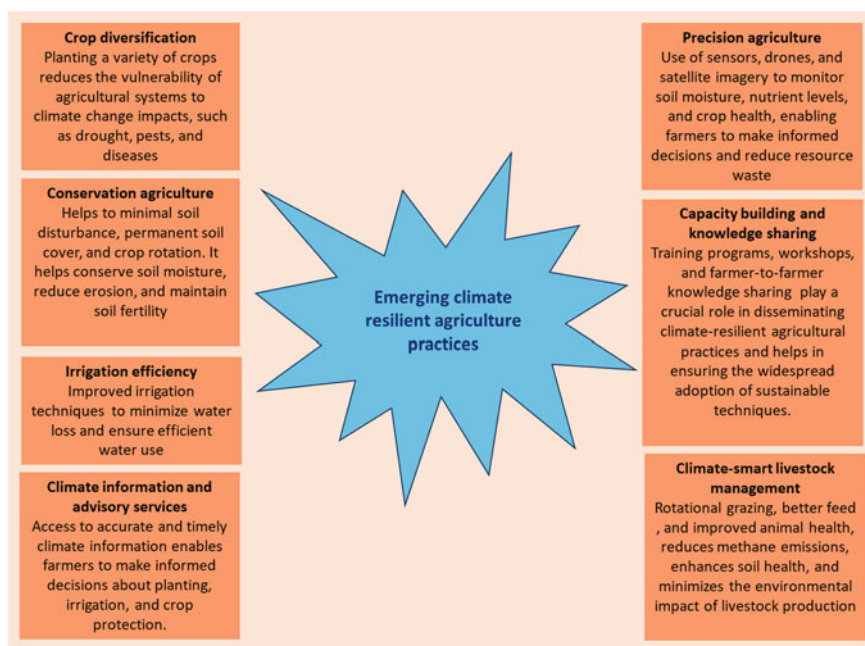 Crop diversification
Planting a variety of crops
reduces the vulnerability of
agricultural systems to
climate change impacts, such
as drought, pests, and
diseases
Conservation agriculture
Helps to minimal soil
disturbance, permanent soil
cover, and crop rotation. It
helps conserve soil moisture,
reduce erosion, and maintain
soil fertility
Irrigation efficiency
Improved irrigation
techniques to minimize water
loss and ensure efficient
water use
Climate information and
advisory services
Access to accurate and timely
climate information enables
farmers to make informed
decisions about planting,
irrigation, and crop
protection.
Emerging climate
resilient agriculture
practices
Precision agriculture
Use of sensors, drones, and
satellite imagery to monitor
soil moisture, nutrient levels,
and crop health, enabling
farmers to make informed
decisions and reduce resource
waste
Capacity building and
knowledge sharing
Training programs, workshops,
and farmer-to-farmer
knowledge sharing play a
crucial role in disseminating
climate-resilient agricultural
practices and helps in
ensuring the widespread
adoption of sustainable
techniques.
Climate-smart livestock
management
Rotational grazing, better feed
, and improved animal health,
reduces methane emissions,
enhances soil health, and
minimizes the environmental
impact of livestock production